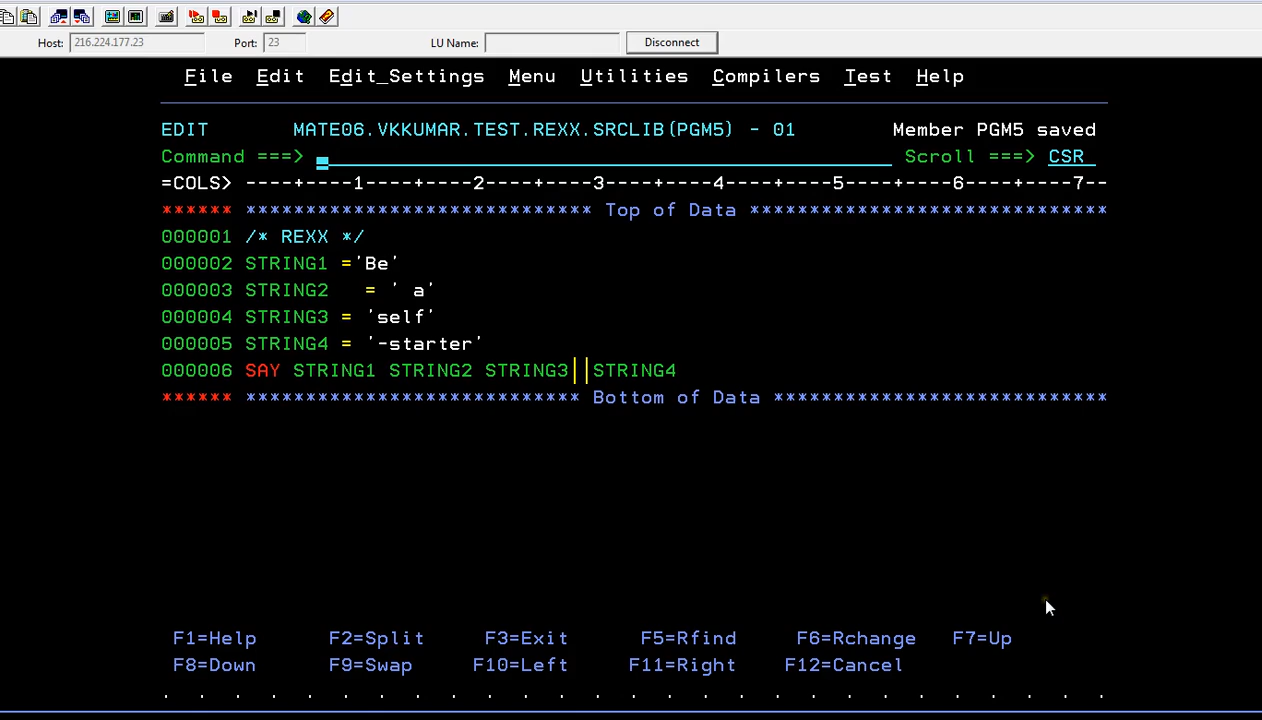 Host: 216.224.177.23 Port: 23 LU Name: Disconnect
File Edit Edit_Settings Menu Utilities Compilers Test Help
EDIT MATE06.VKKUMAR.TEST.REXX.SRCLIB(PGM5) - 01 Member PGM5 saved
Command ===> Scroll ===> CSR
=COLS> ----+----1----+----2----+----3----+----4----+----5----+----6----+----7--
****** ***************************** Top of Data ******************************
000001 /* REXX */
000002 STRING1 ='Be'
000003 STRING2   = ' a'
000004 STRING3 = 'self'
000005 STRING4 = '-starter'
000006 SAY STRING1 STRING2 STRING3||STRING4
****** **************************** Bottom of Data ****************************
F1=Help F2=Split F3=Exit F5=Rfind F6=Rchange F7=Up
F8=Down F9=Swap F10=Left F11=Right F12=Cancel